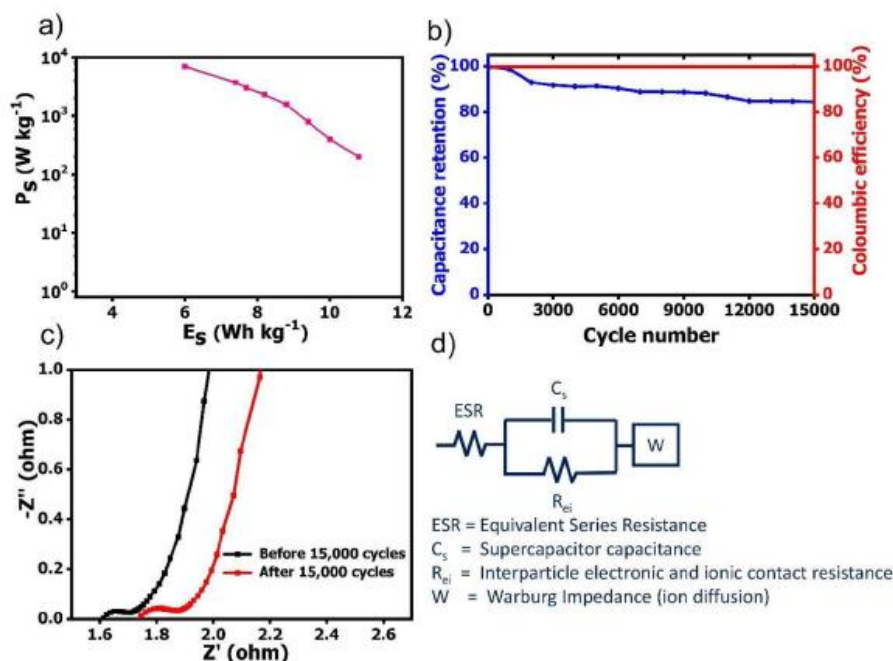 a)
10⁴
10³
10²
10¹
10⁰
P_S (W kg⁻¹)
4 6 8 10 12
E_S (Wh kg⁻¹)
b)
100
80
60
40
20
0
Capacitance retention (%)
100
80
60
40
20
0
Coloumbic efficiency (%)
0 3000 6000 9000 12000 15000
Cycle number
c)
1.0
0.8
0.6
0.4
0.2
0.0
-Z'' (ohm)
Before 15,000 cycles
After 15,000 cycles
1.6 1.8 2.0 2.2 2.4 2.6
Z' (ohm)
d)
C_s
ESR
W
R_ei
ESR = Equivalent Series Resistance
C_s = Supercapacitor capacitance
R_ei = Interparticle electronic and ionic contact resistance
W = Warburg Impedance (ion diffusion)